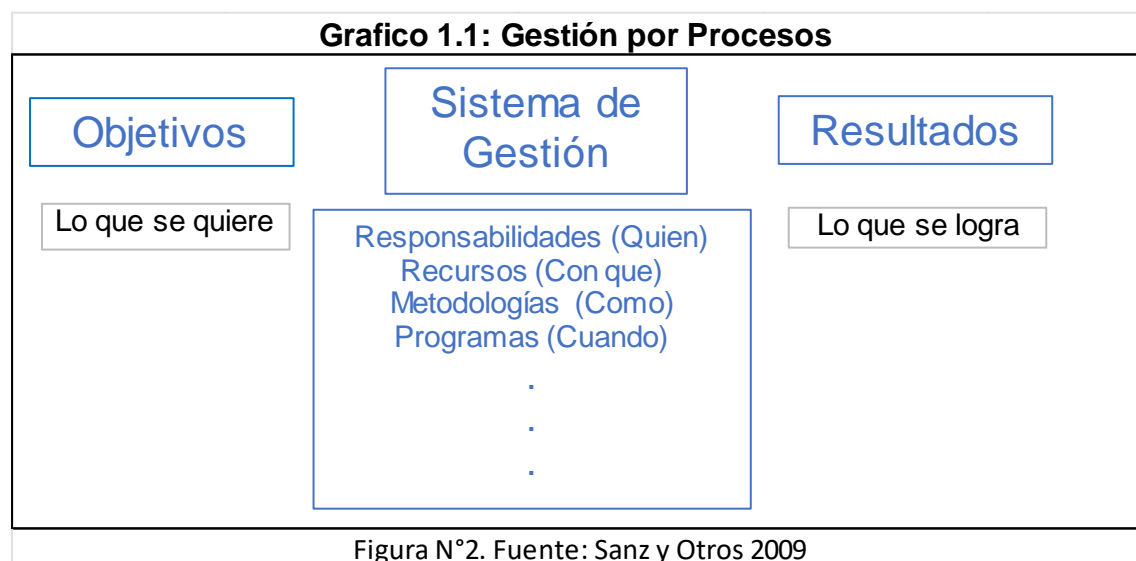 Grafico 1.1: Gestión por Procesos
Objetivos
Sistema de
Gestión
Resultados
Lo que se quiere
Responsabilidades (Quien)
Recursos (Con que)
Metodologías (Como)
Programas (Cuando)
.
.
.
Lo que se logra
Figura N°2. Fuente: Sanz y Otros 2009